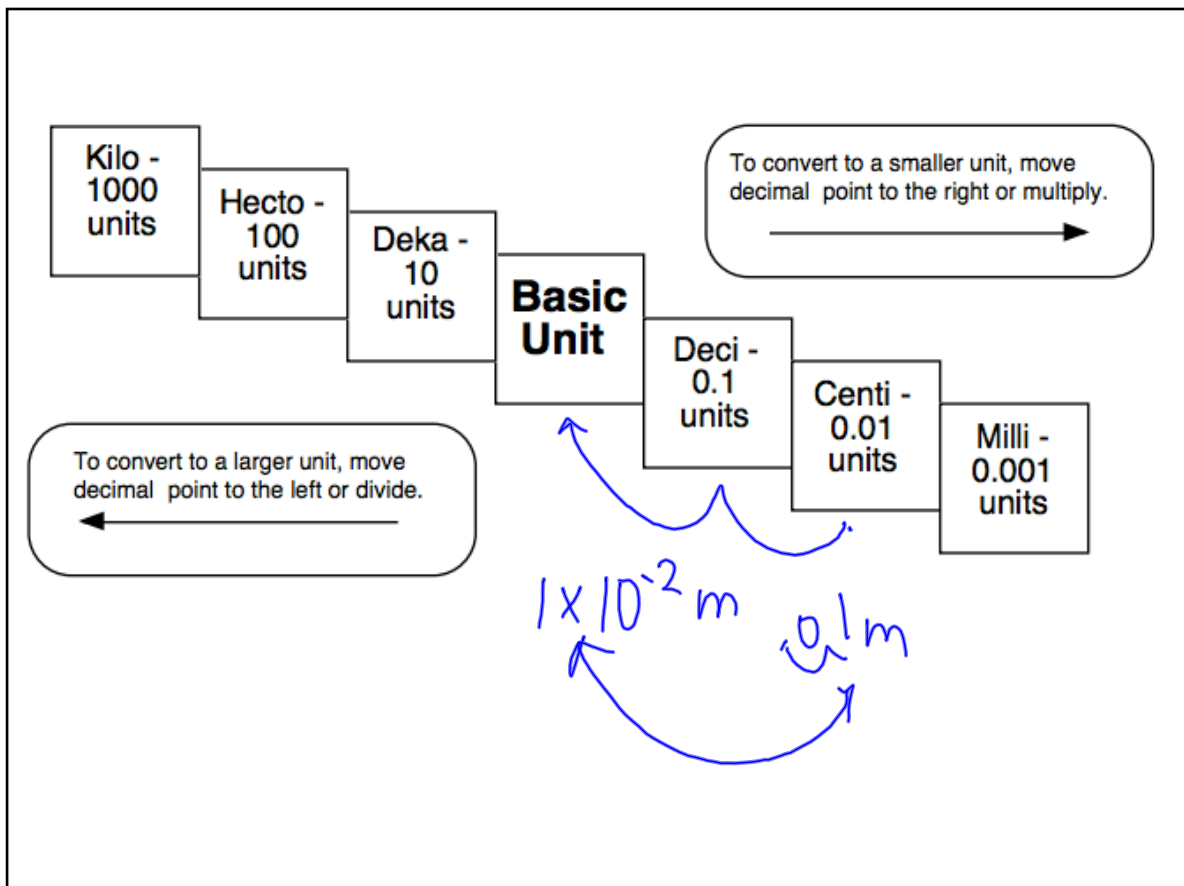 Kilo -
1000
units
Hecto -
100
units
Deka -
10
units
Basic
Unit
Deci -
0.1
units
Centi -
0.01
units
Milli -
0.001
units
To convert to a smaller unit, move
decimal point to the right or multiply.
To convert to a larger unit, move
decimal point to the left or divide.
1 x 10⁻² m
.01 m